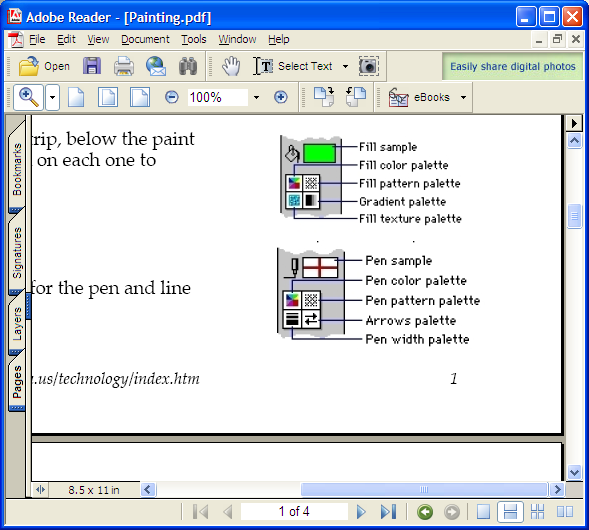 Adobe Reader - [Painting.pdf]
File Edit View Document Tools Window Help
Open Select Text Easily share digital photos
100% eBooks
Bookmarks
Signatures
Layers
Pages
trip, below the paint
on each one to
Fill sample
Fill color palette
Fill pattern palette
Gradient palette
Fill texture palette
for the pen and line
Pen sample
Pen color palette
Pen pattern palette
Arrows palette
Pen width palette
.us/technology/index.htm 1
8.5 x 11 in
1 of 4